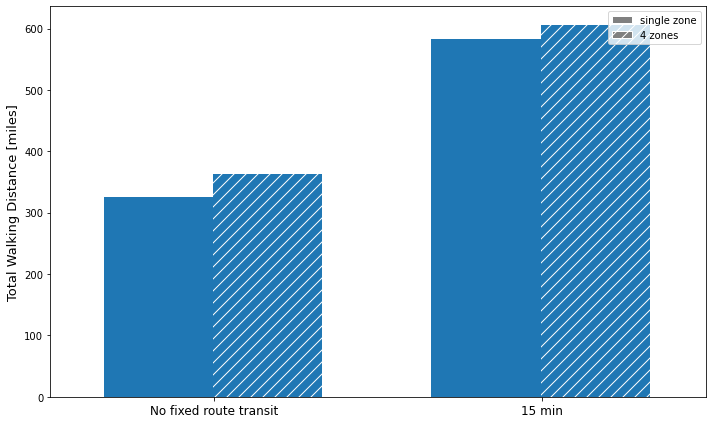 single zone
4 zones
Total Walking Distance [miles]
600
500
400
300
200
100
0
No fixed route transit
15 min